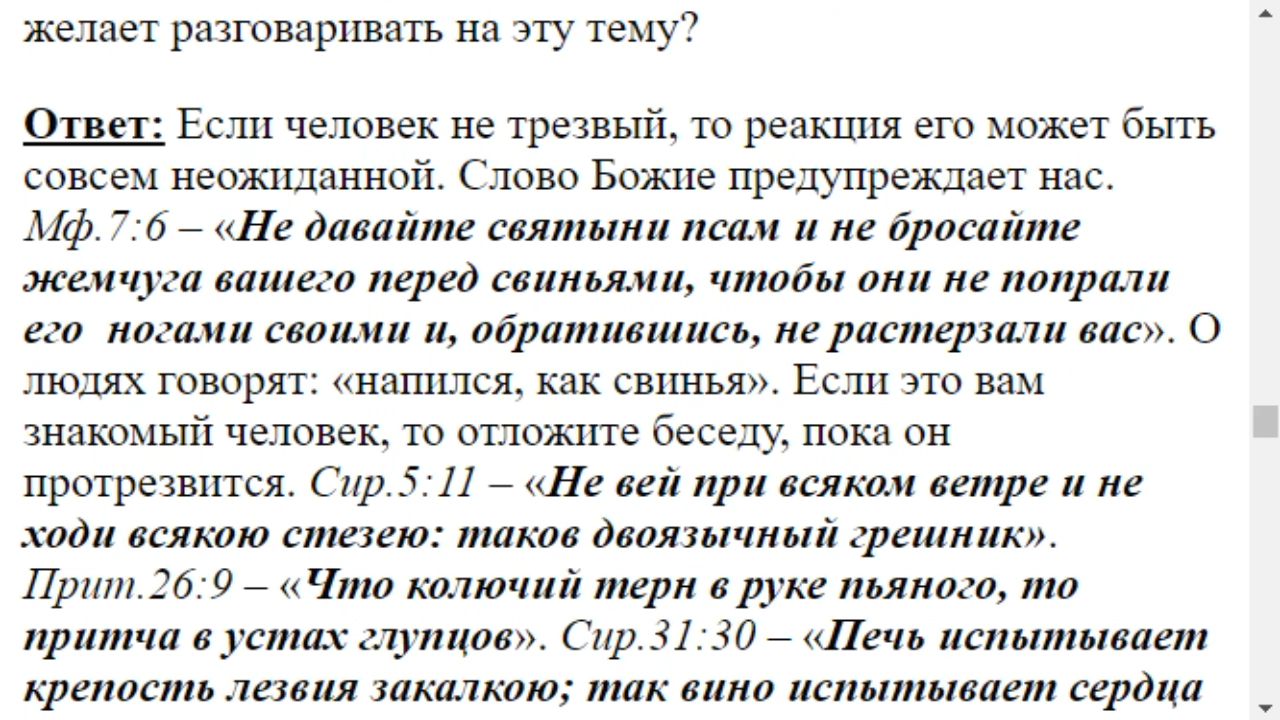 желает разговаривать на эту тему?
Ответ: Если человек не трезвый, то реакция его может быть
совсем неожиданной. Слово Божие предупреждает нас.
Мф.7:6 – «Не давайте святыни псам и не бросайте
жемчуга вашего перед свиньями, чтобы они не попрали
его  ногами своими и, обратившись, не растерзали вас». О
людях говорят: «напился, как свинья». Если это вам
знакомый человек, то отложите беседу, пока он
протрезвится. Сир.5:11 – «Не вей при всяком ветре и не
ходи всякою стезею: таков двоязычный грешник».
Прит.26:9 – «Что колючий терн в руке пьяного, то
притча в устах глупцов». Сир.31:30 – «Печь испытывает
крепость лезвия закалкою; так вино испытывает сердца